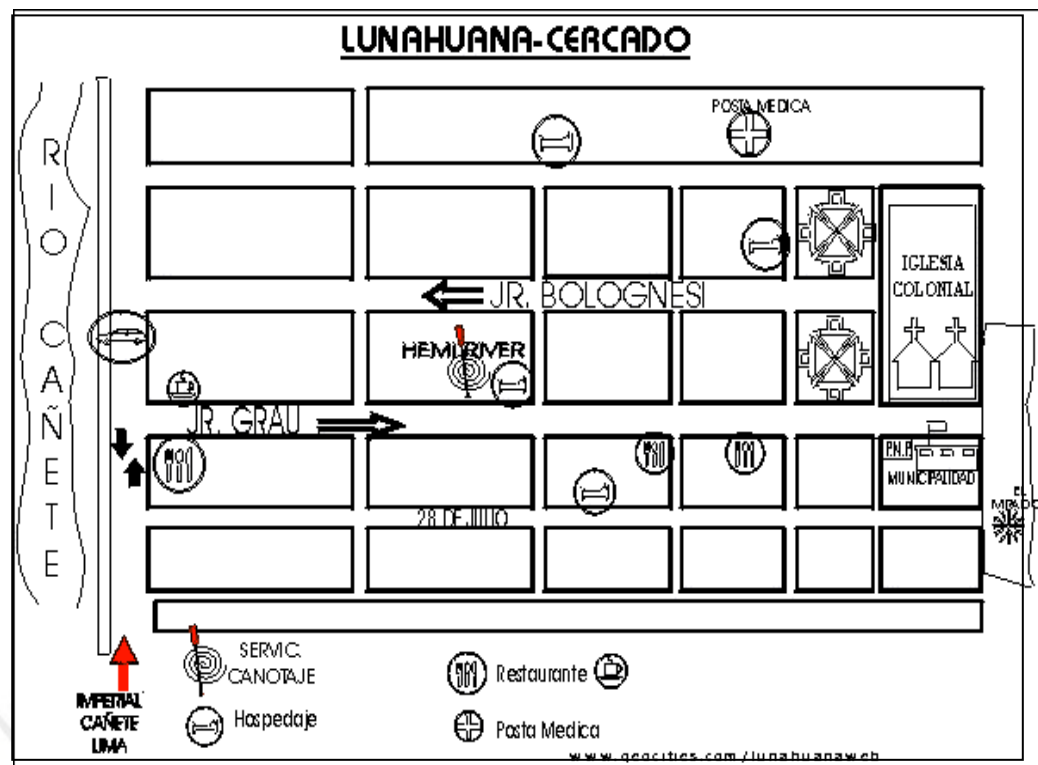 LUNAHUANA-CERCADO
POSTA MEDICA
RIO CAÑETE
IGLESIA
COLONIAL
JR. BOLOGNESI
HEMI RIVER
JR. GRAU
P.N.P.
MUNICIPALIDAD
28 DE JULIO
EL
SERVIC.
CANOTAJE
Restaurante
IMPERIAL
CAÑETE
LIMA
Hospedaje
Posta Medica
www.geocities.com/lunahuanaweb